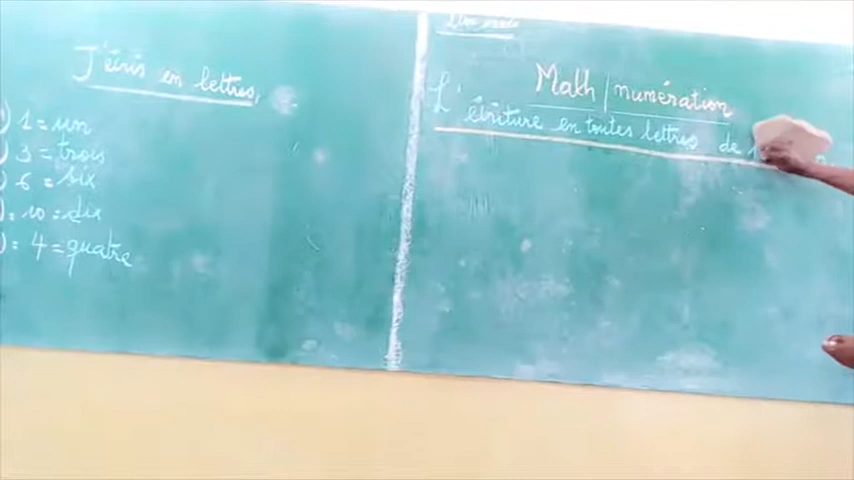 J'écris en lettres,
) 1 = un
) 3 = trois
) 6 = six
) = 10 = dix
) = 4 = quatre
Math | numération
L'écriture en toutes lettres de 1